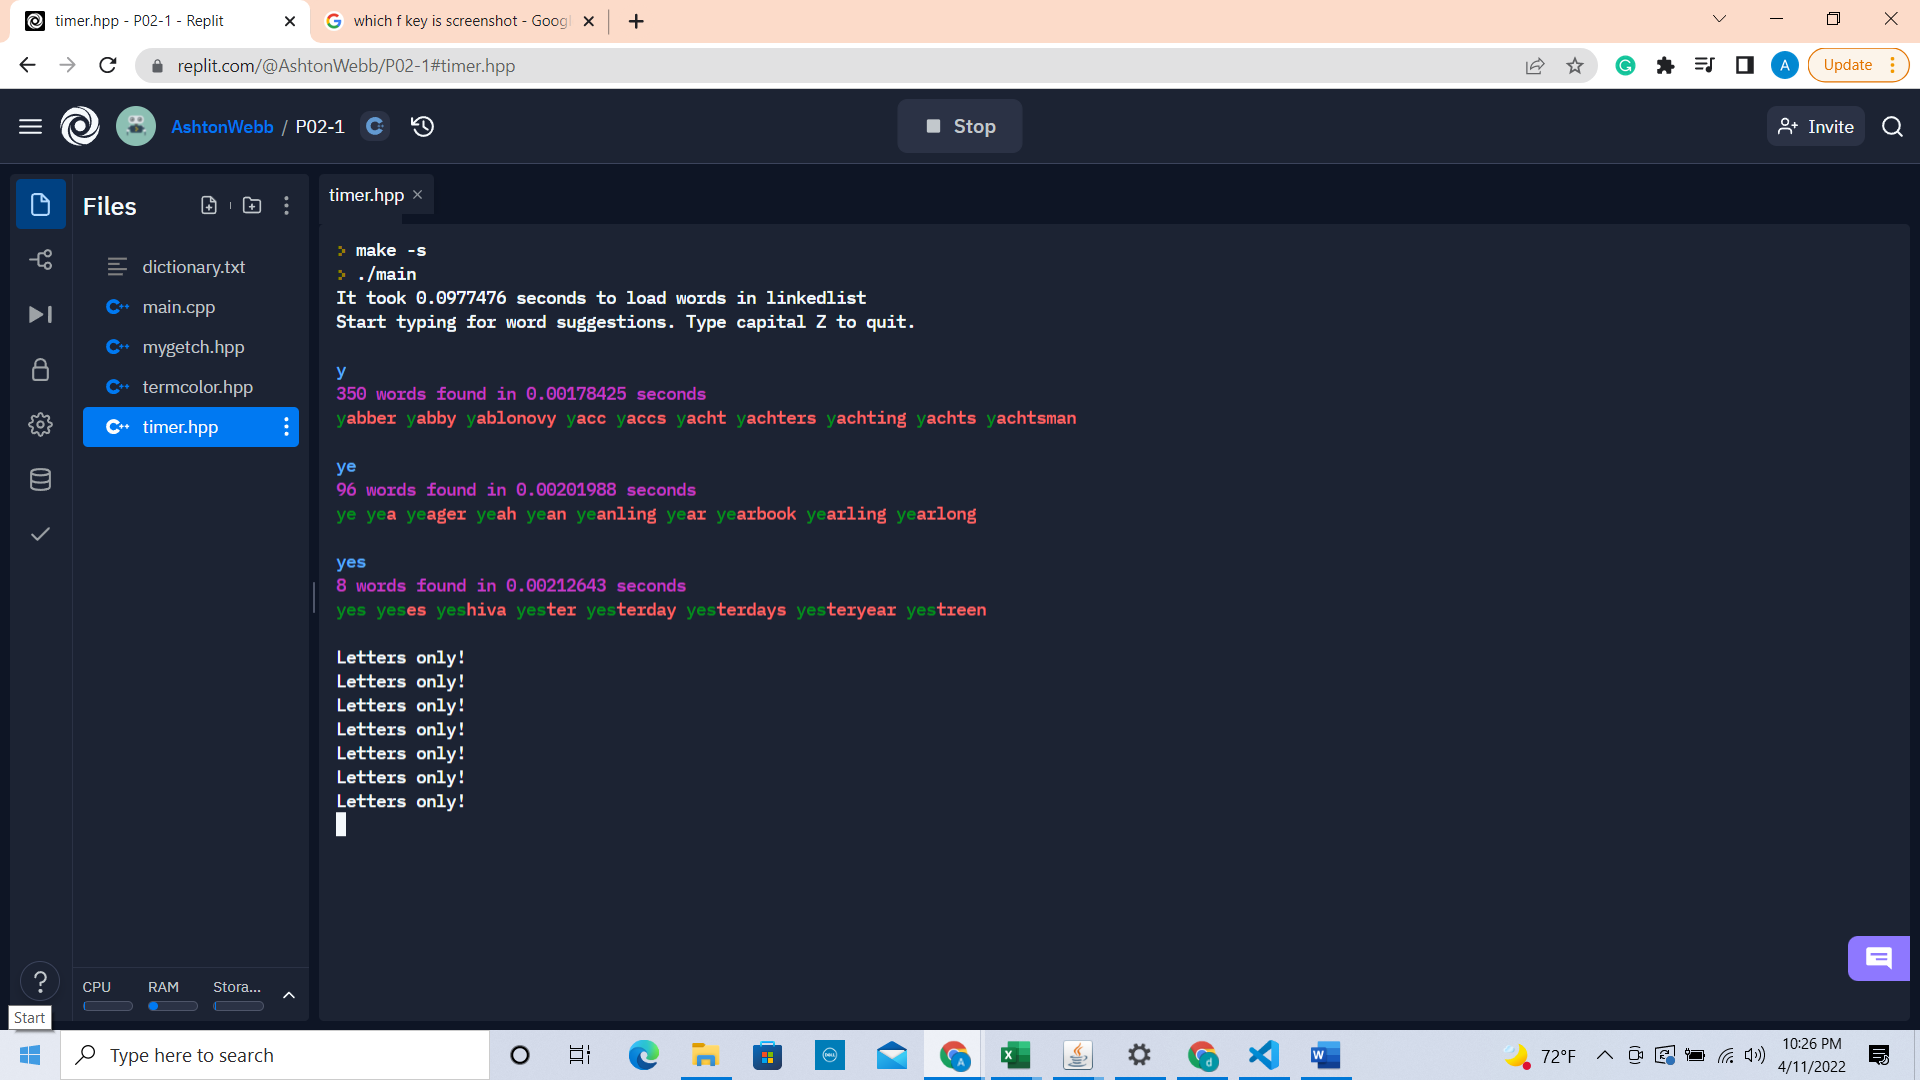 timer.hpp - P02-1 - Replit
which f key is screenshot - Goog
replit.com/@AshtonWebb/P02-1#timer.hpp
A
Update
AshtonWebb / P02-1
Stop
Invite
Files
timer.hpp
dictionary.txt
main.cpp
mygetch.hpp
termcolor.hpp
timer.hpp
make -s
./main
It took 0.0977476 seconds to load words in linkedlist
Start typing for word suggestions. Type capital Z to quit.
y
350 words found in 0.00178425 seconds
yabber yabby yablonovy yacc yaccs yacht yachters yachting yachts yachtsman
ye
96 words found in 0.00201988 seconds
ye yea yeager yeah yean yeanling year yearbook yearling yearlong
yes
8 words found in 0.00212643 seconds
yes yeses yeshiva yester yesterday yesterdays yesteryear yestreen
Letters only!
Letters only!
Letters only!
Letters only!
Letters only!
Letters only!
Letters only!
CPU RAM Stora...
Start
Type here to search
72°F
10:26 PM
4/11/2022